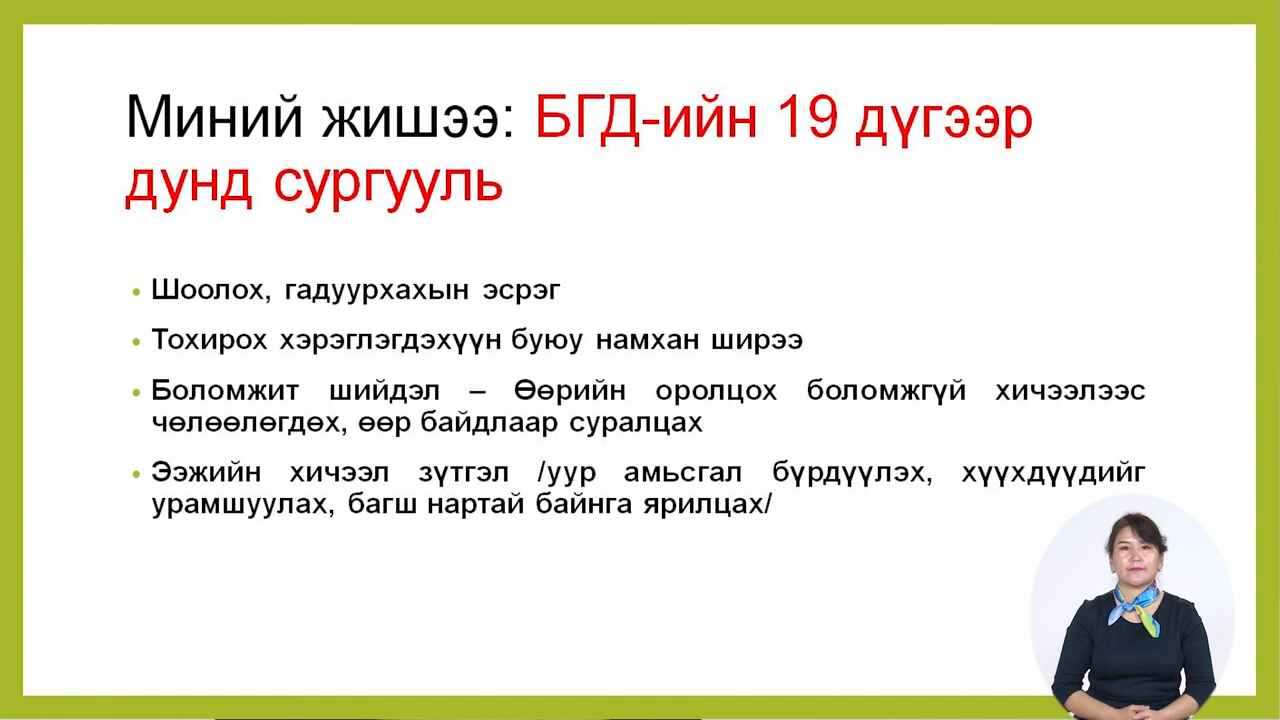 Миний жишээ: БГД-ийн 19 дүгээр
дунд сургууль
• Шоолох, гадуурхахын эсрэг
• Тохирох хэрэглэгдэхүүн буюу намхан ширээ
• Боломжит шийдэл – Өөрийн оролцох боломжгүй хичээлээс
чөлөөлөгдөх, өөр байдлаар суралцах
• Ээжийн хичээл зүтгэл /уур амьсгал бүрдүүлэх, хүүхдүүдийг
урамшуулах, багш нартай байнга ярилцах/